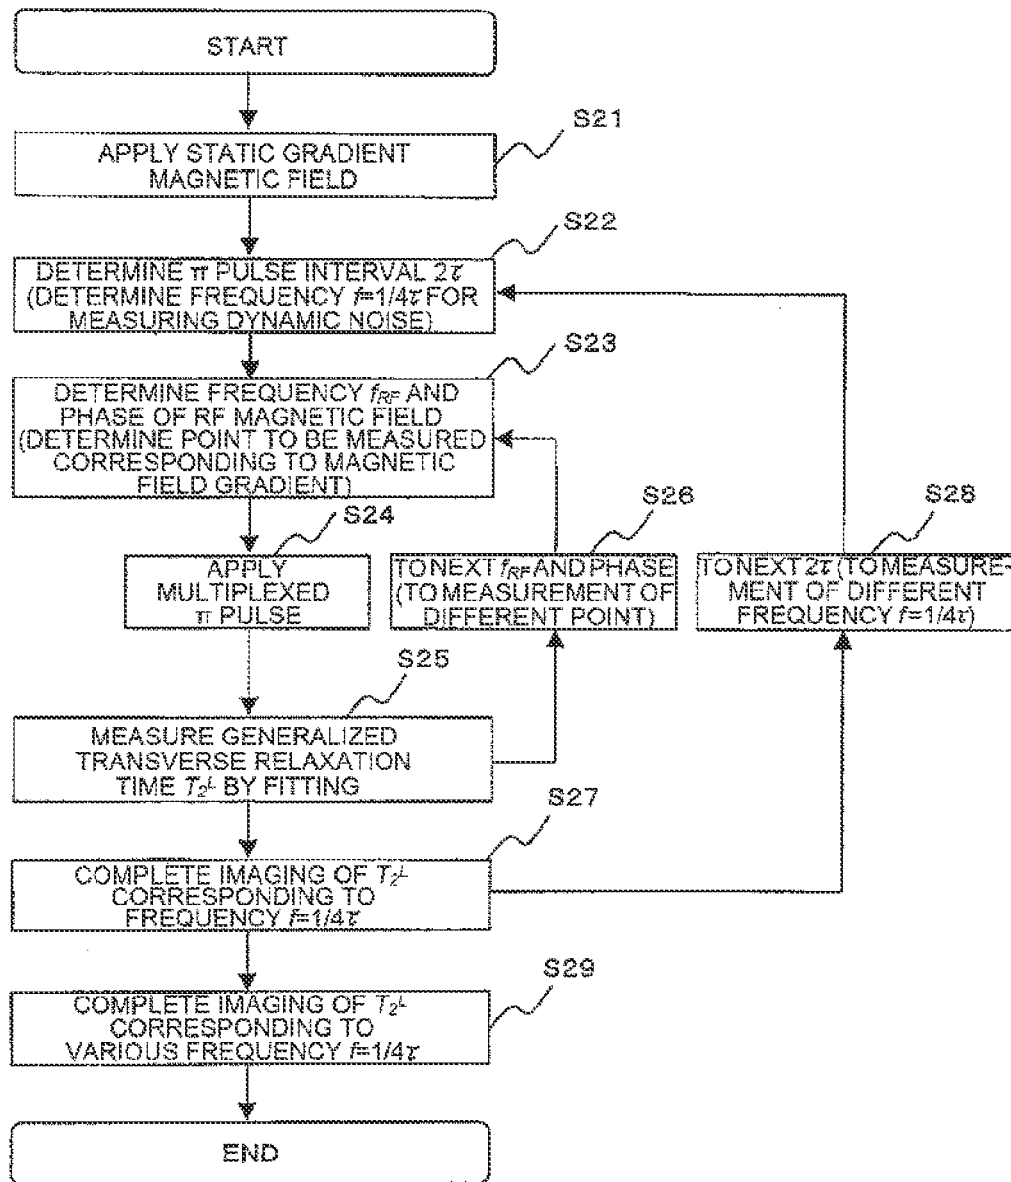 START
S21
APPLY STATIC GRADIENT
MAGNETIC FIELD
S22
DETERMINE π PULSE INTERVAL 2τ
(DETERMINE FREQUENCY f=1/4τ FOR
MEASURING DYNAMIC NOISE)
S23
DETERMINE FREQUENCY fRF AND
PHASE OF RF MAGNETIC FIELD
(DETERMINE POINT TO BE MEASURED
CORRESPONDING TO MAGNETIC
FIELD GRADIENT)
S24
APPLY
MULTIPLEXED
π PULSE
S26
TO NEXT fRF AND PHASE
(TO MEASUREMENT OF
DIFFERENT POINT)
S28
TO NEXT 2τ (TO MEASURE-
MENT OF DIFFERENT
FREQUENCY f=1/4τ)
S25
MEASURE GENERALIZED
TRANSVERSE RELAXATION
TIME T2L BY FITTING
S27
COMPLETE IMAGING OF T2L
CORRESPONDING TO
FREQUENCY f=1/4τ
S29
COMPLETE IMAGING OF T2L
CORRESPONDING TO
VARIOUS FREQUENCY f=1/4τ
END